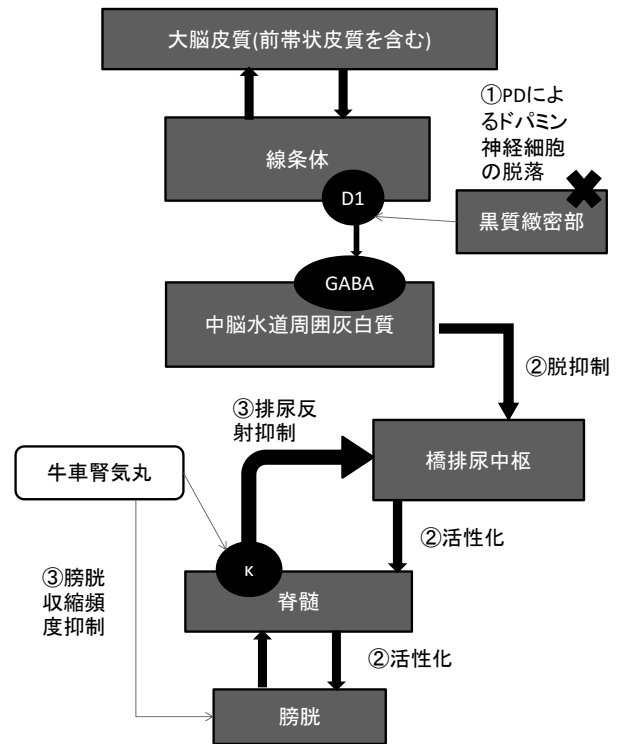 大脳皮質(前帯状皮質を含む)
①PDによ
るドパミン
神経細胞
の脱落
線条体
D1
黒質緻密部
GABA
中脳水道周囲灰白質
②脱抑制
③排尿反
射抑制
橋排尿中枢
牛車腎気丸
②活性化
κ
脊髄
③膀胱
収縮頻
度抑制
②活性化
膀胱